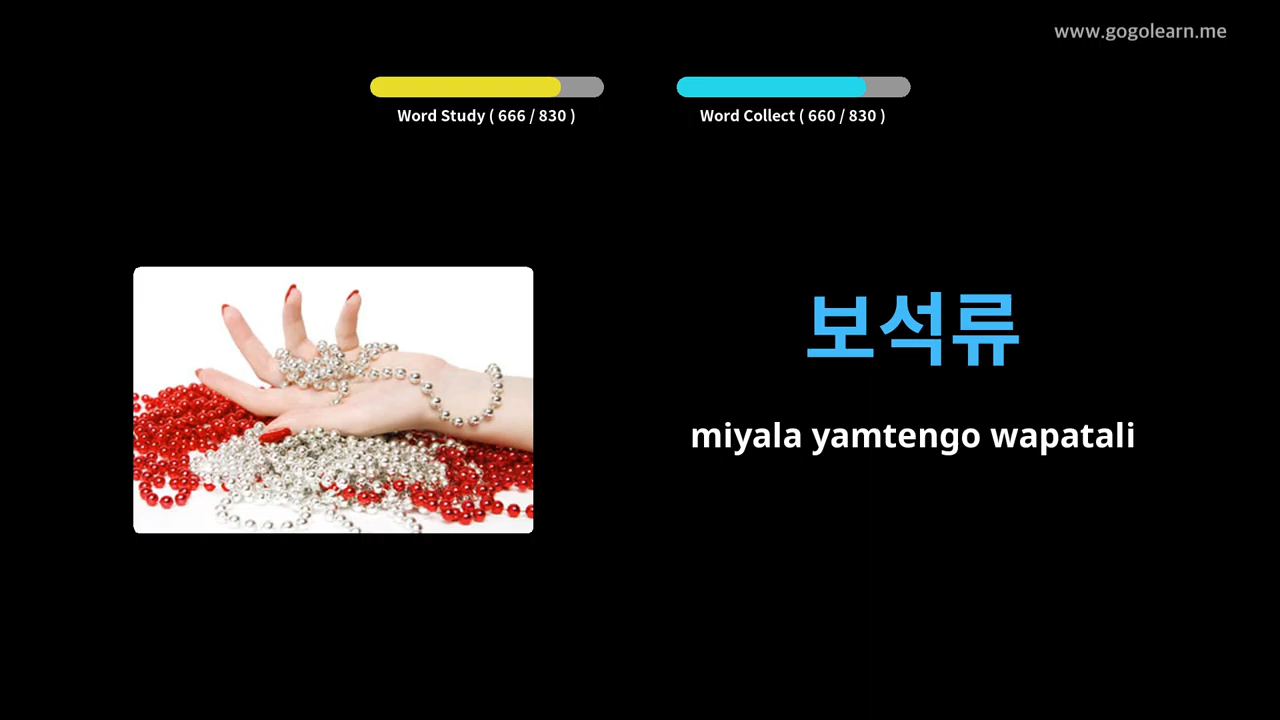 www.gogolearn.me
Word Study ( 666 / 830 )
Word Collect ( 660 / 830 )
보석류
miyala yamtengo wapatali